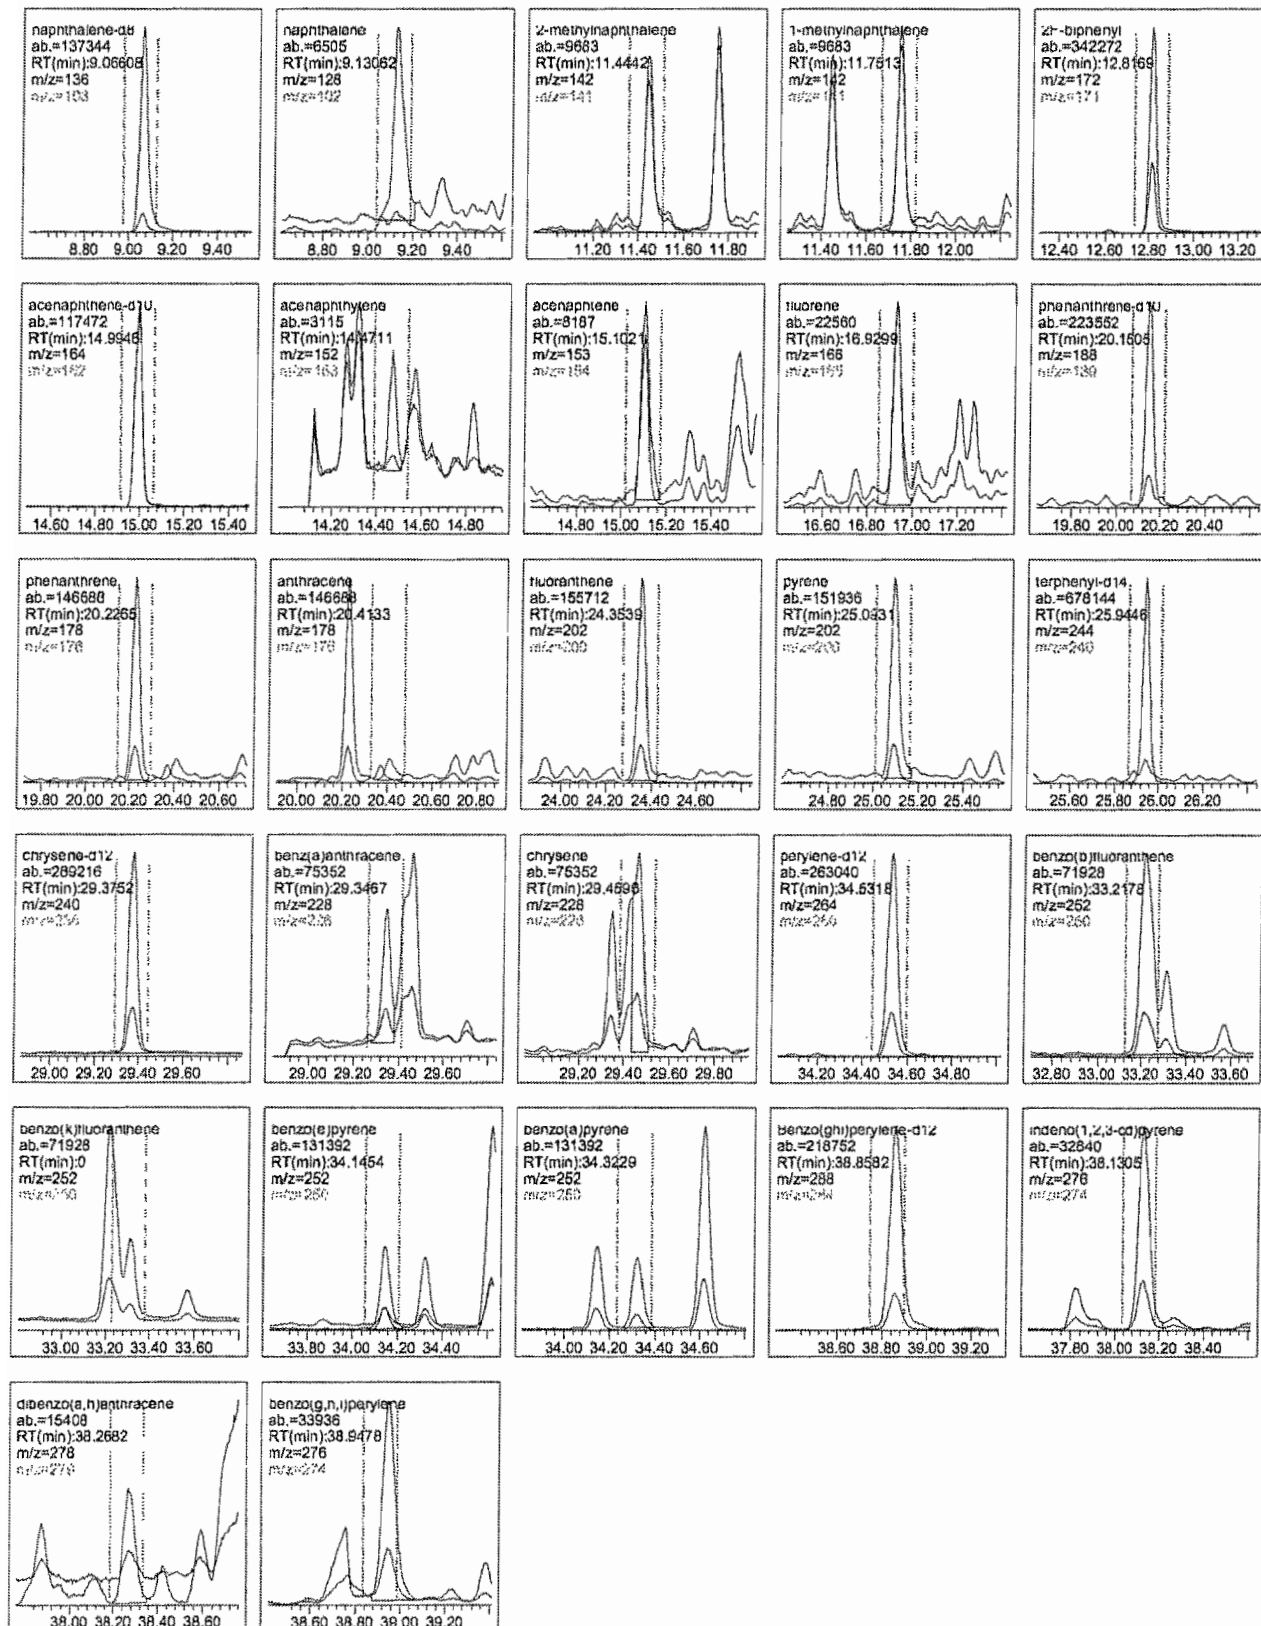 naphthalene-d8
ab.=137344
RT(min):9.06608
m/z=136
m/z=108
8.80 9.00 9.20 9.40
naphthalene
ab.=6505
RT(min):9.13062
m/z=128
m/z=102
8.80 9.00 9.20 9.40
2-methylnaphthalene
ab.=9683
RT(min):11.4442
m/z=142
m/z=141
11.20 11.40 11.60 11.80
1-methylnaphthalene
ab.=9683
RT(min):11.7513
m/z=142
m/z=141
11.40 11.60 11.80 12.00
2F-biphenyl
ab.=342272
RT(min):12.8169
m/z=172
m/z=171
12.40 12.60 12.80 13.00 13.20
acenaphthene-d10
ab.=117472
RT(min):14.9946
m/z=164
m/z=162
14.60 14.80 15.00 15.20 15.40
acenaphthylene
ab.=3115
RT(min):14.4711
m/z=152
m/z=153
14.20 14.40 14.60 14.80
acenaphtene
ab.=8187
RT(min):15.1021
m/z=153
m/z=154
14.80 15.00 15.20 15.40
fluorene
ab.=22560
RT(min):16.9299
m/z=166
m/z=165
16.60 16.80 17.00 17.20
phenanthrene-d10
ab.=223552
RT(min):20.1505
m/z=188
m/z=189
19.80 20.00 20.20 20.40
phenanthrene
ab.=146688
RT(min):20.2265
m/z=178
m/z=176
19.80 20.00 20.20 20.40 20.60
anthracene
ab.=146688
RT(min):20.4133
m/z=178
m/z=176
20.00 20.20 20.40 20.60 20.80
fluoranthene
ab.=155712
RT(min):24.3539
m/z=202
m/z=200
24.00 24.20 24.40 24.60
pyrene
ab.=151936
RT(min):25.0931
m/z=202
m/z=200
24.80 25.00 25.20 25.40
terphenyl-d14
ab.=678144
RT(min):25.9446
m/z=244
m/z=240
25.60 25.80 26.00 26.20
chrysene-d12
ab.=289216
RT(min):29.3752
m/z=240
m/z=236
29.00 29.20 29.40 29.60
benz(a)anthracene
ab.=75352
RT(min):29.3467
m/z=228
m/z=226
29.00 29.20 29.40 29.60
chrysene
ab.=75352
RT(min):29.4596
m/z=228
m/z=226
29.20 29.40 29.60 29.80
perylene-d12
ab.=263040
RT(min):34.5318
m/z=264
m/z=260
34.20 34.40 34.60 34.80
benzo(b)fluoranthene
ab.=71928
RT(min):33.2178
m/z=252
m/z=250
32.80 33.00 33.20 33.40 33.60
benzo(k)fluoranthene
ab.=71928
RT(min):0
m/z=252
m/z=250
33.00 33.20 33.40 33.60
benzo(e)pyrene
ab.=131392
RT(min):34.1454
m/z=252
m/z=250
33.80 34.00 34.20 34.40
benzo(a)pyrene
ab.=131392
RT(min):34.3229
m/z=252
m/z=250
34.00 34.20 34.40 34.60
Benzo(ghi)perylene-d12
ab.=218752
RT(min):38.8582
m/z=288
m/z=284
38.60 38.80 39.00 39.20
indeno(1,2,3-cd)pyrene
ab.=32840
RT(min):38.1305
m/z=276
m/z=274
37.80 38.00 38.20 38.40
dibenzo(a,h)anthracene
ab.=15408
RT(min):38.2682
m/z=278
m/z=276
38.00 38.20 38.40 38.60
benzo(g,h,i)perylene
ab.=33936
RT(min):38.9478
m/z=276
m/z=274
38.60 38.80 39.00 39.20